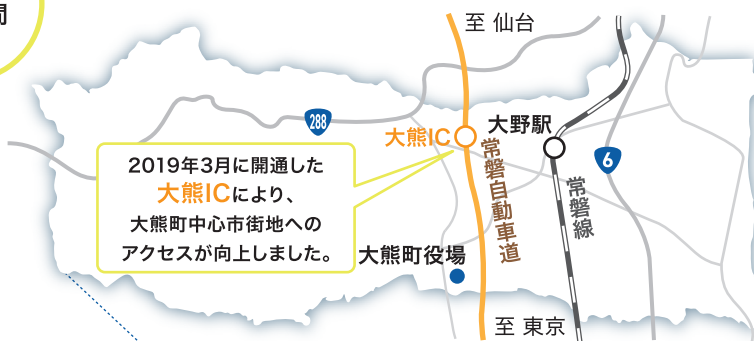 間
至 仙台
288
大熊IC
大野駅
6
2019年3月に開通した
大熊ICにより、
大熊町中心市街地への
アクセスが向上しました。
常磐自動車道
常磐線
大熊町役場
至 東京